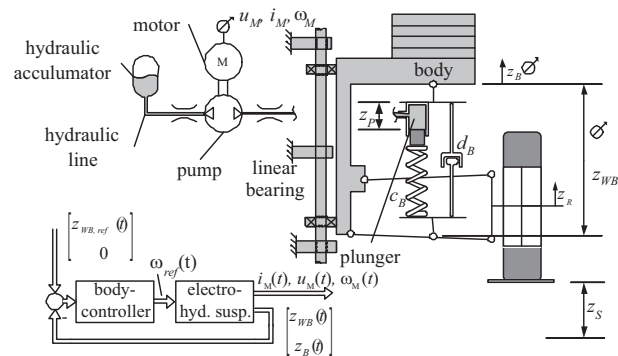 motor
u_M, i_M, ω_M
hydraulic
acculumator
M
body
z_B
z_P
d_B
hydraulic
line
pump
linear
bearing
c_B
z_WB
z_R
plunger
[z_WB, ref (t)
0]
ω_ref(t)
i_M(t), u_M(t), ω_M(t)
-
body-
controller
electro-
hyd. susp.
[z_WB(t)
z_B(t)]
z_S